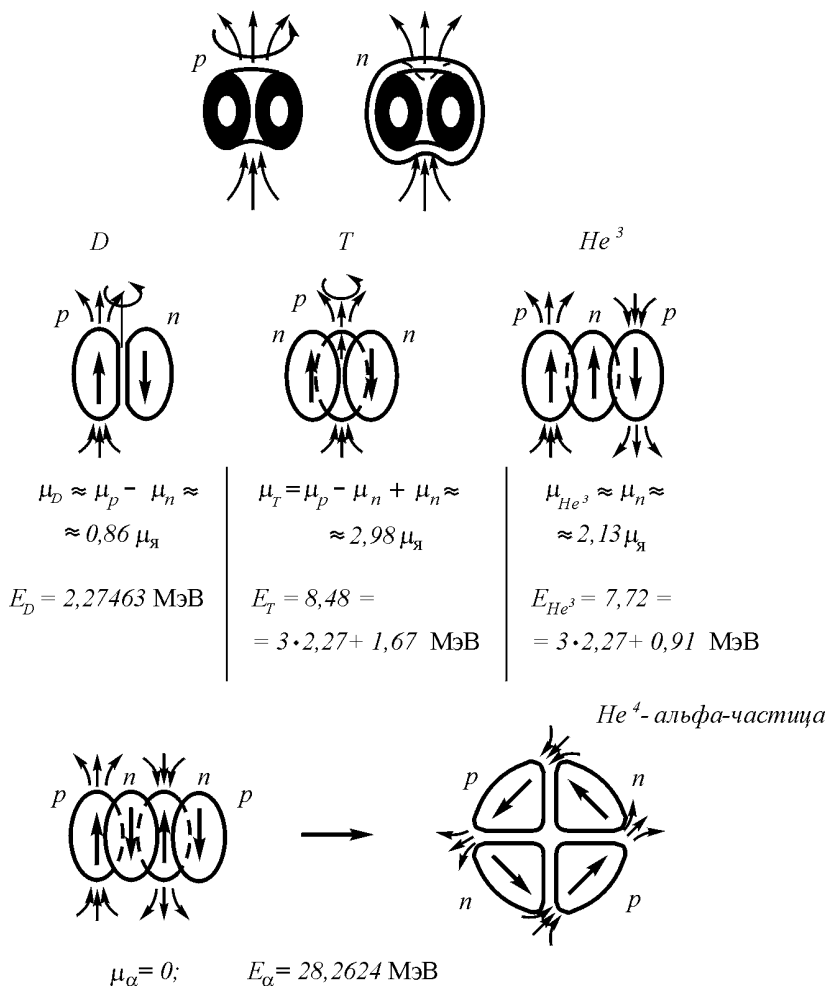 p n
D T He³
p n p n n p n p
μ_D ≈ μ_p − μ_n ≈ μ_T = μ_p − μ_n + μ_n ≈ μ_He³ ≈ μ_n ≈
≈ 0,86 μ_я ≈ 2,98 μ_я ≈ 2,13 μ_я
E_D = 2,27463 МэВ E_T = 8,48 = E_He³ = 7,72 =
= 3·2,27 + 1,67 МэВ = 3·2,27 + 0,91 МэВ
He⁴- альфа-частица
p n n p p n
n p
μ_α = 0; E_α = 28,2624 МэВ